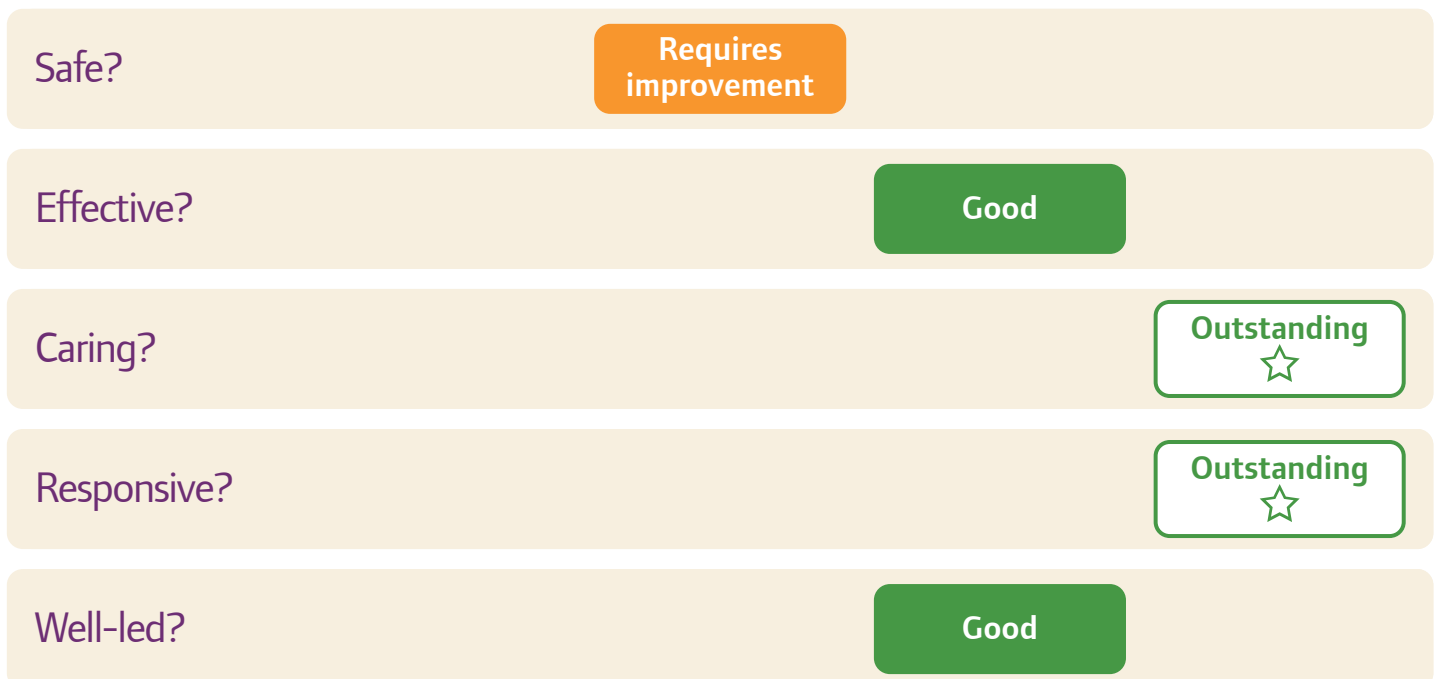 Safe?
Requires
improvement
Effective?
Good
Caring?
Outstanding
Responsive?
Outstanding
Well-led?
Good